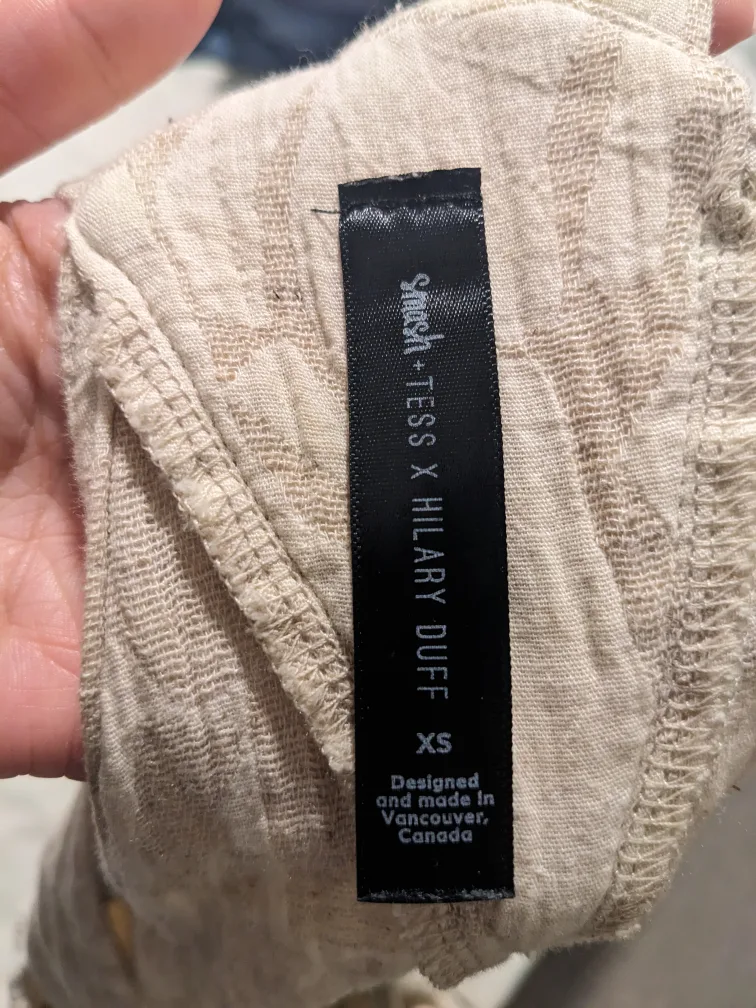 Smash + TESS X HILARY DUFF
XS
Designed
and made in
Vancouver,
Canada